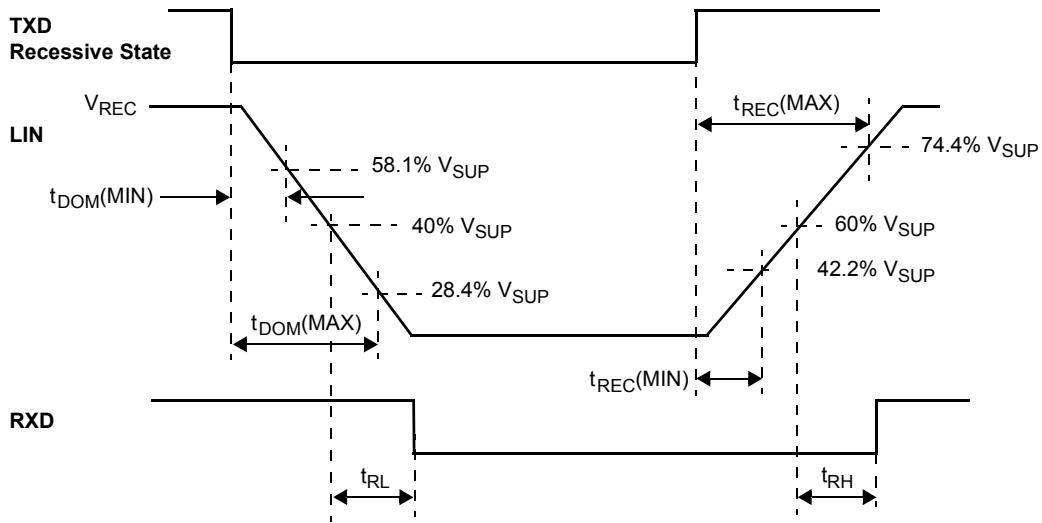 TXD
Recessive State
V_REC
LIN
t_REC(MAX)
74.4% V_SUP
58.1% V_SUP
t_DOM(MIN)
40% V_SUP
60% V_SUP
42.2% V_SUP
28.4% V_SUP
t_DOM(MAX)
t_REC(MIN)
RXD
t_RL
t_RH